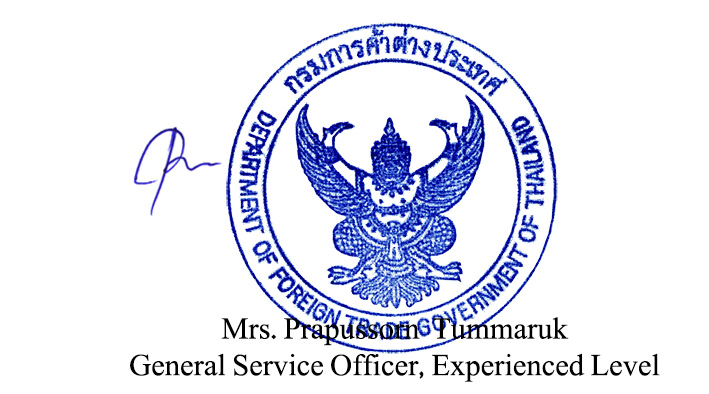 กรมการค้าต่างประเทศ
DEPARTMENT OF FOREIGN TRADE GOVERNMENT OF THAILAND
Mrs. Prapussorn Tummaruk
General Service Officer, Experienced Level